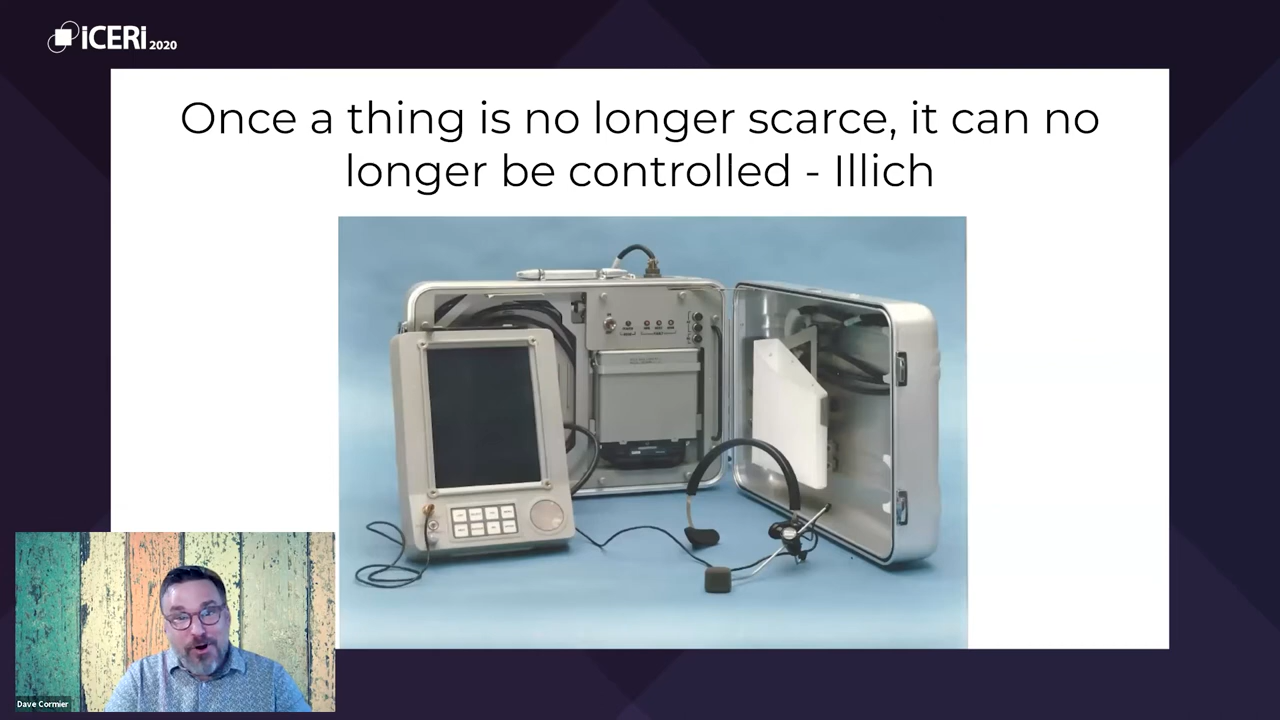 iCERi 2020
Once a thing is no longer scarce, it can no
longer be controlled - Illich
Dave Cormier